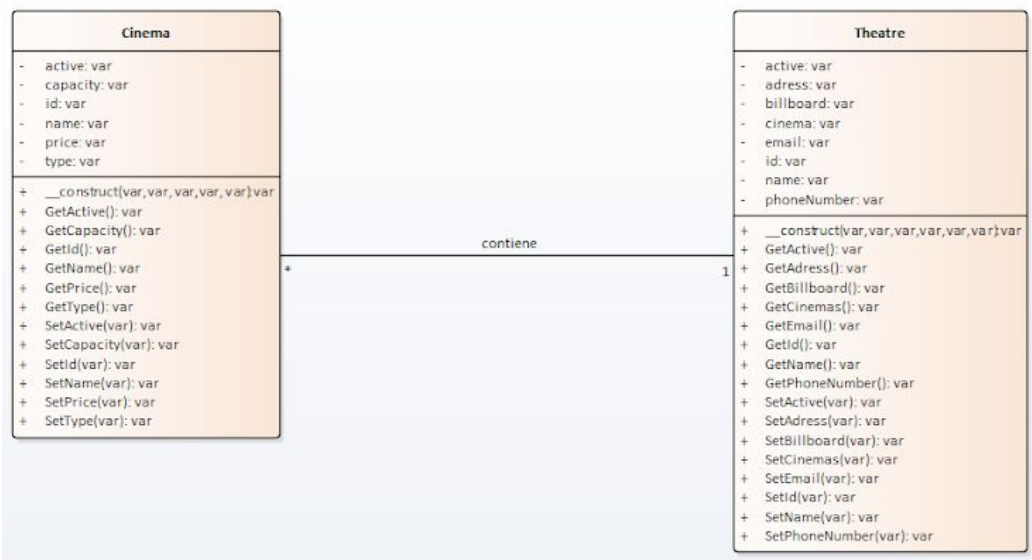 Cinema
- active: var
- capacity: var
- id: var
- name: var
- price: var
- type: var
+ __construct(var,var, var,var, var):var
+ GetActive(): var
+ GetCapacity(): var
+ GetId(): var
+ GetName(): var
+ GetPrice(): var
+ GetType(): var
+ SetActive(var): var
+ SetCapacity(var): var
+ SetId(var): var
+ SetName(var): var
+ SetPrice(var): var
+ SetType(var): var
contiene
*
1
Theatre
- active: var
- adress: var
- billboard: var
- cinema: var
- email: var
- id: var
- name: var
- phoneNumber: var
+ __construct(var,var,var,var,var,var):var
+ GetActive(): var
+ GetAdress(): var
+ GetBillboard(): var
+ GetCinemas(): var
+ GetEmail(): var
+ GetId(): var
+ GetName(): var
+ GetPhoneNumber(): var
+ SetActive(var): var
+ SetAdress(var): var
+ SetBillboard(var): var
+ SetCinemas(var): var
+ SetEmail(var): var
+ SetId(var): var
+ SetName(var): var
+ SetPhoneNumber(var): var